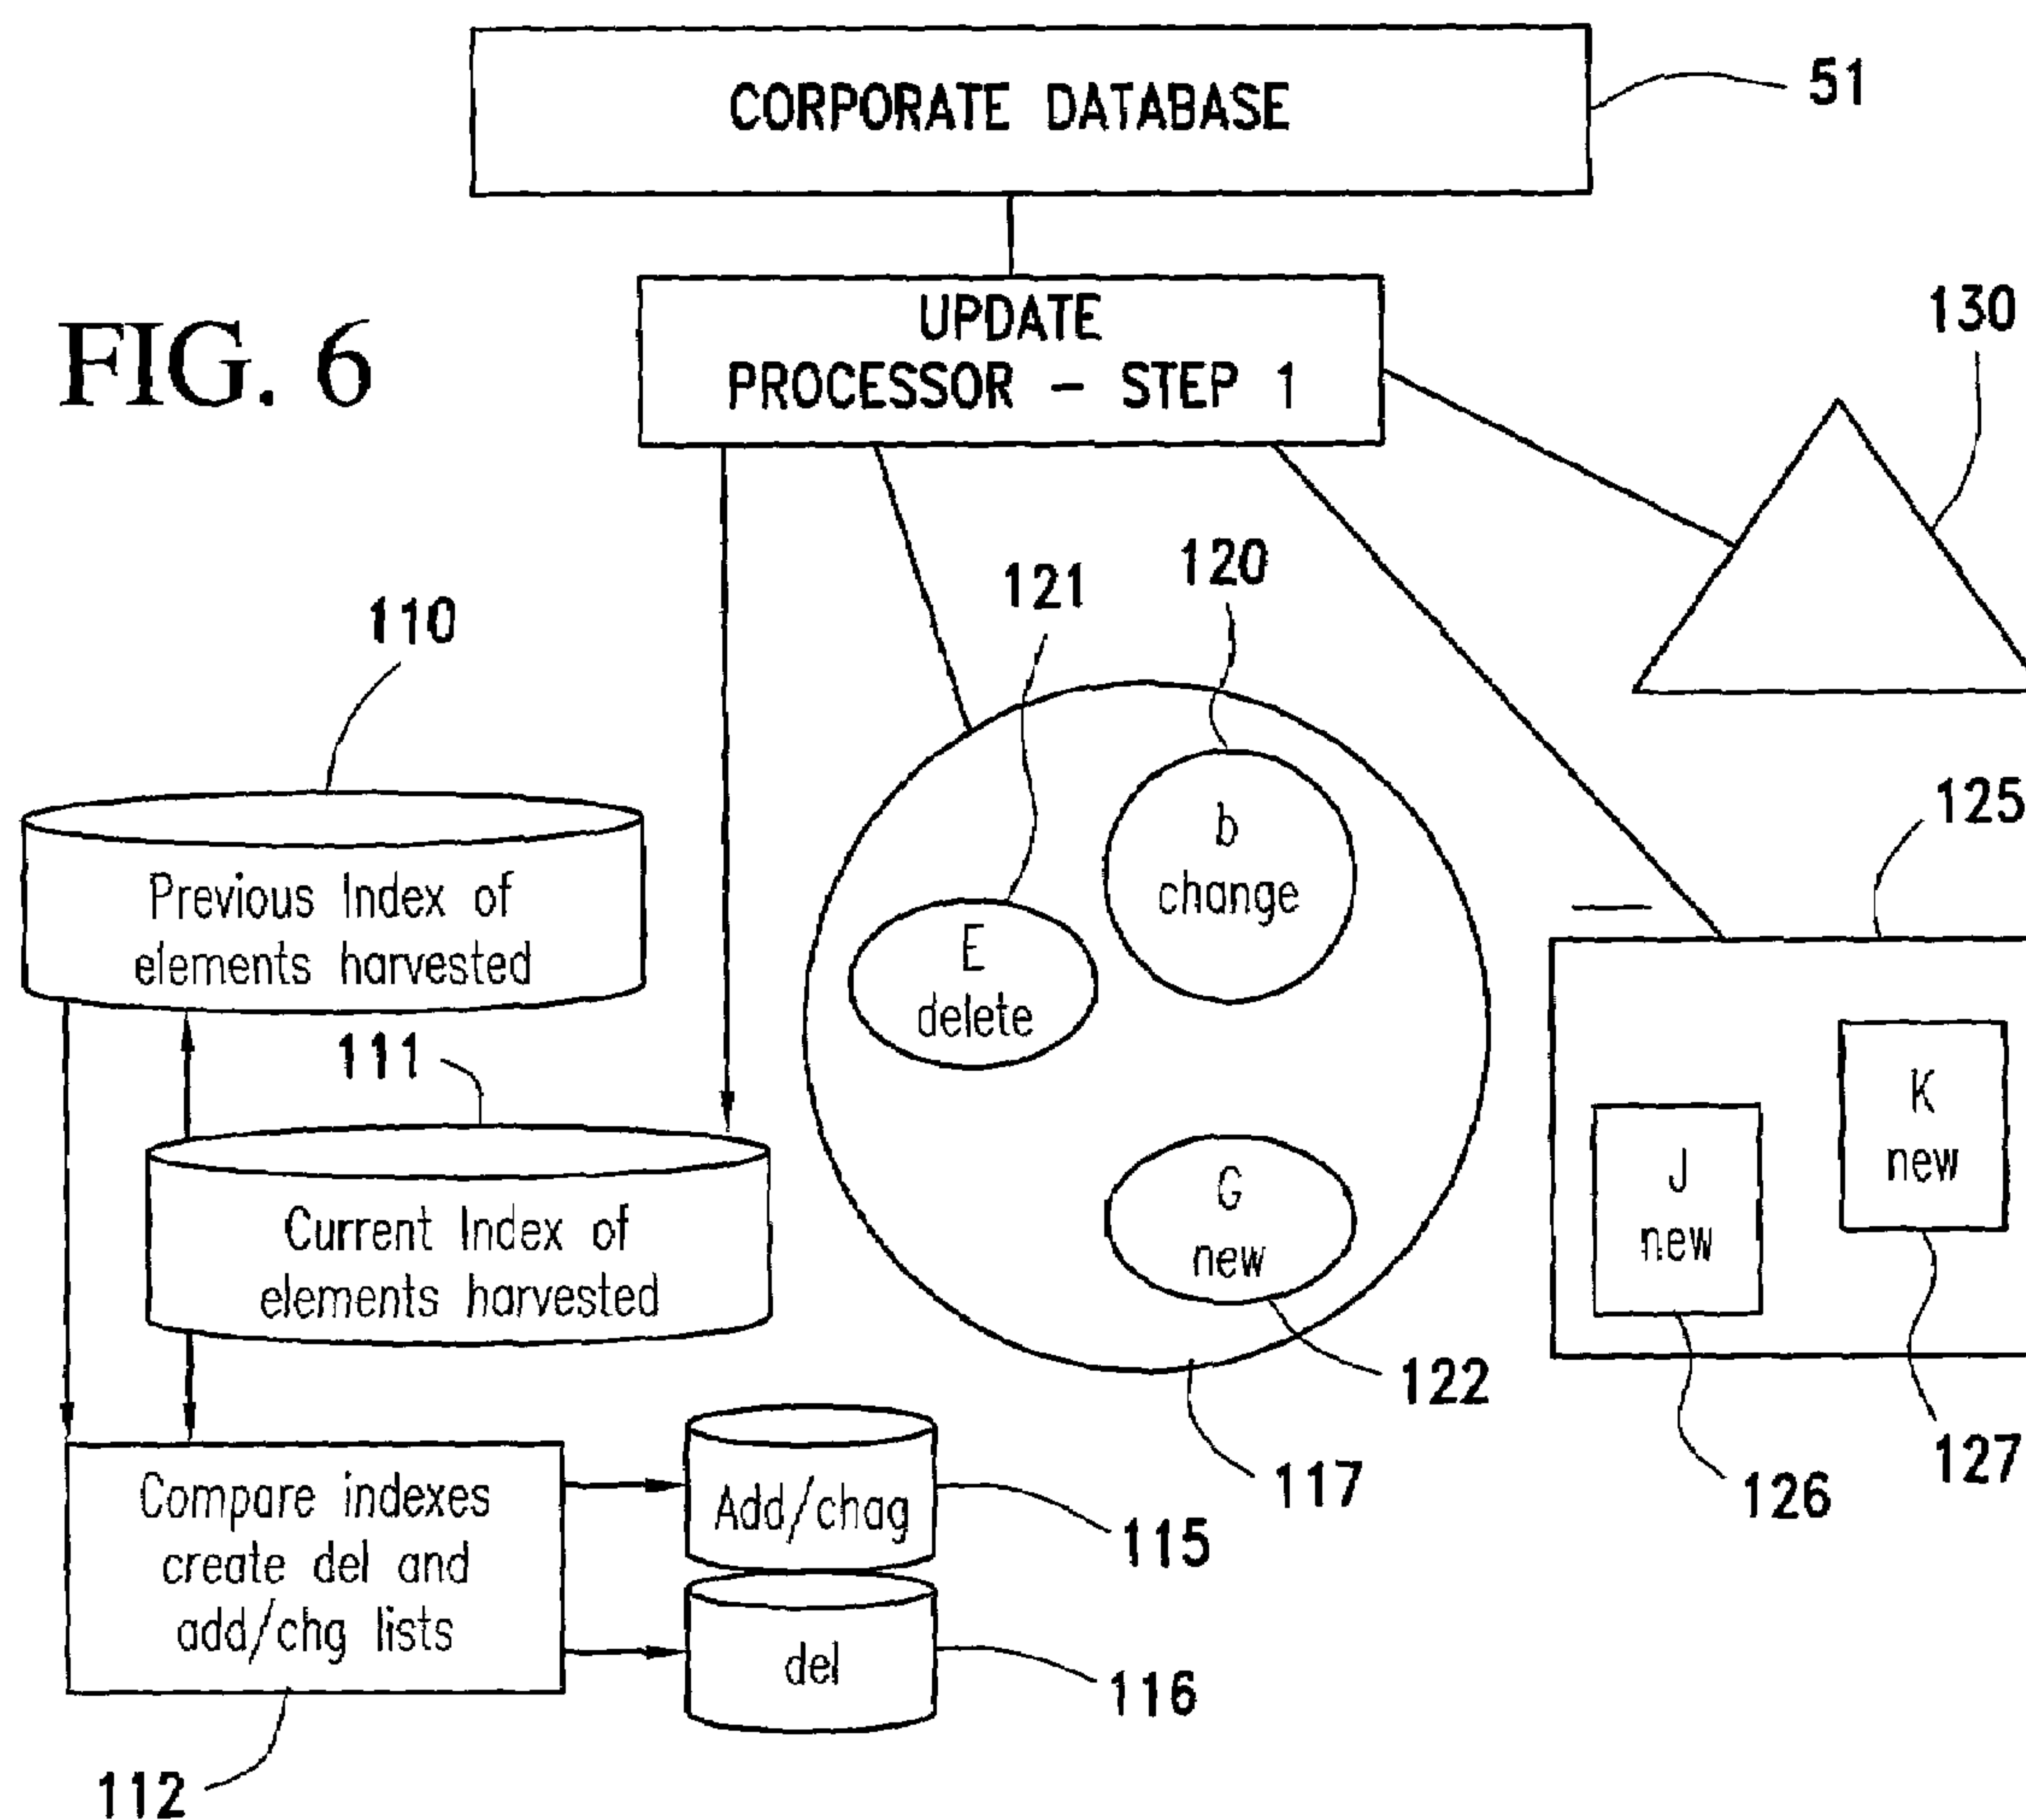 CORPORATE DATABASE
51
FIG. 6
UPDATE
PROCESSOR - STEP 1
130
121
120
110
b
change
125
Previous Index of
elements harvested
E
delete
111
K
new
J
new
Current Index of
elements harvested
G
new
122
127
Compare indexes
create del and
add/chg lists
Add/chag
117
126
115
del
116
112